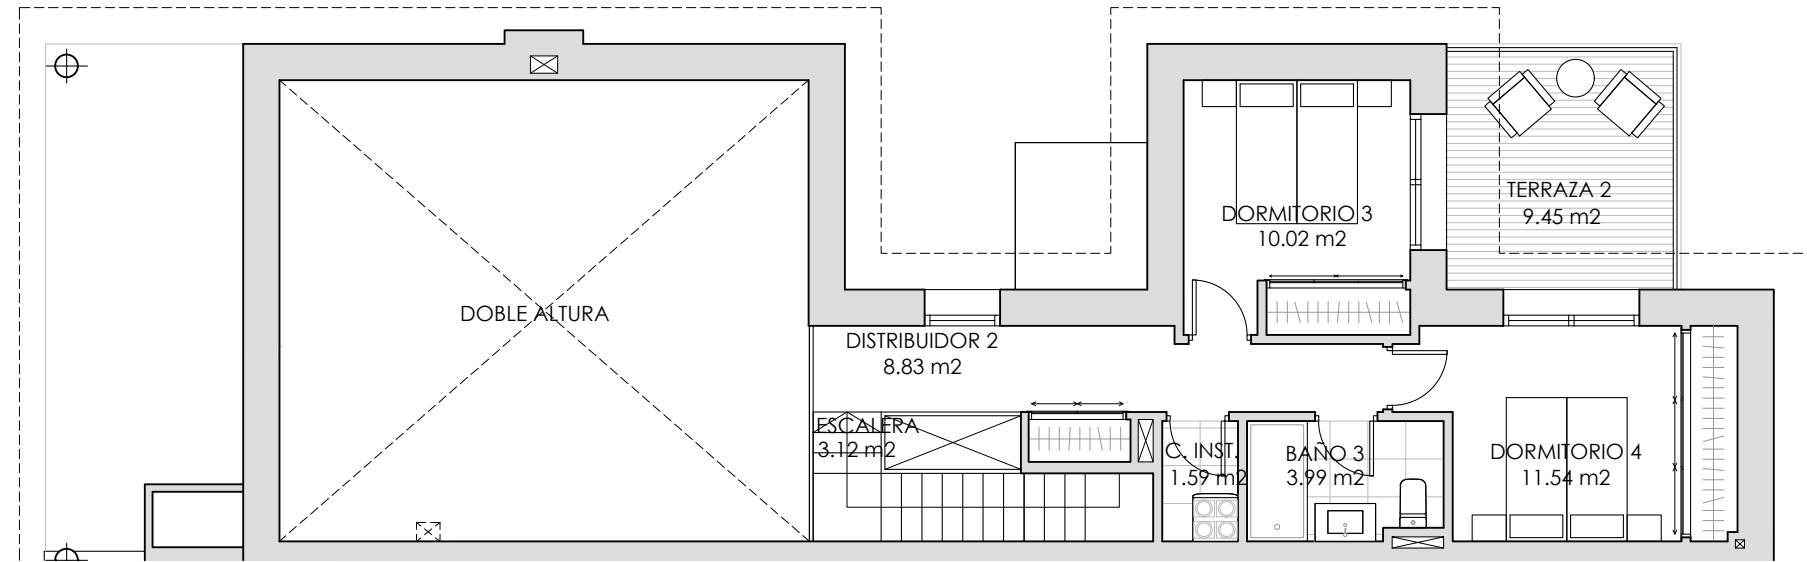 DORMITORIO 3
10.02 m2
TERRAZA 2
9.45 m2
DOBLE ALTURA
DISTRIBUIDOR 2
8.83 m2
ESCALERA
3.12 m2
C. INST.
1.59 m2
BAÑO 3
3.99 m2
DORMITORIO 4
11.54 m2